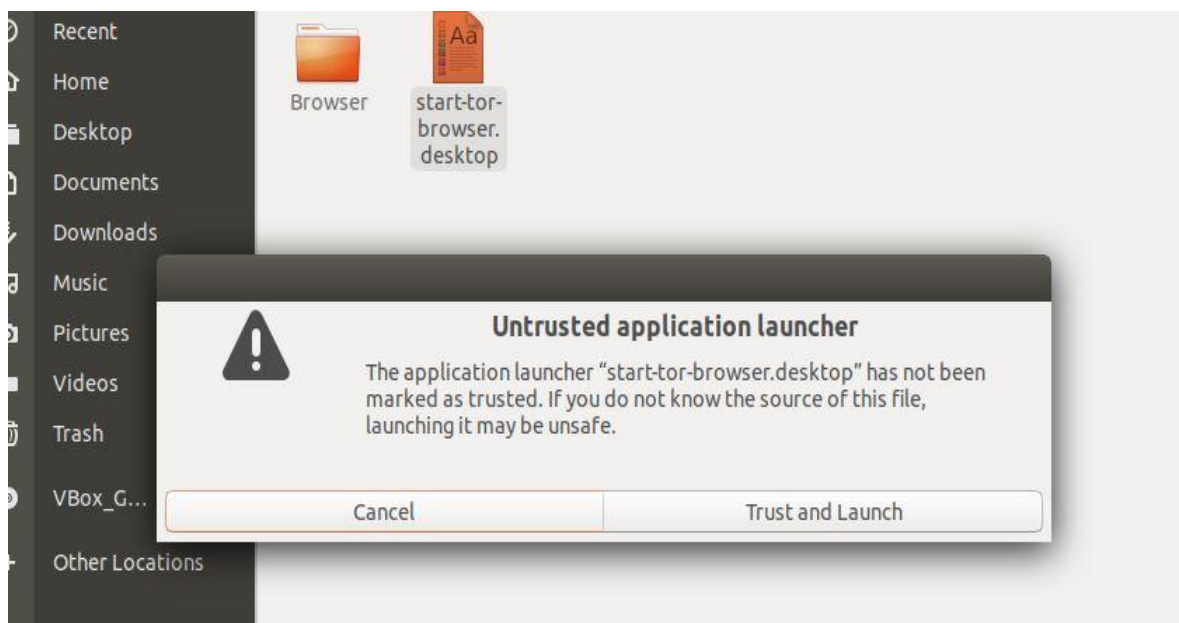 Recent
Home
Desktop
Documents
Downloads
Music
Pictures
Videos
Trash
VBox_G...
Other Locations
Browser
Aa
start-tor-
browser.
desktop
Untrusted application launcher
The application launcher “start-tor-browser.desktop” has not been
marked as trusted. If you do not know the source of this file,
launching it may be unsafe.
Cancel
Trust and Launch